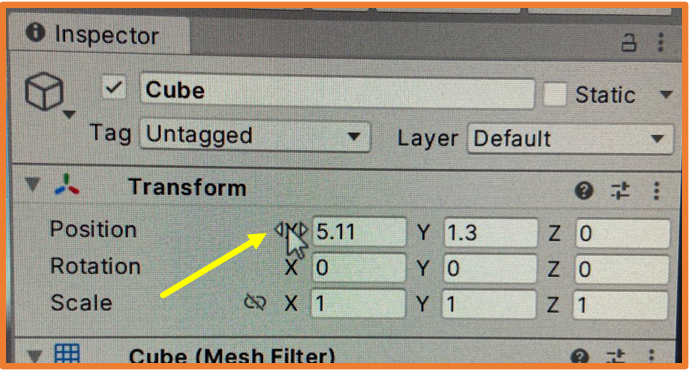 Inspector
Cube
Static
Tag Untagged Layer Default
Transform
Position X 5.11 Y 1.3 Z 0
Rotation X 0 Y 0 Z 0
Scale X 1 Y 1 Z 1
Cube (Mesh Filter)